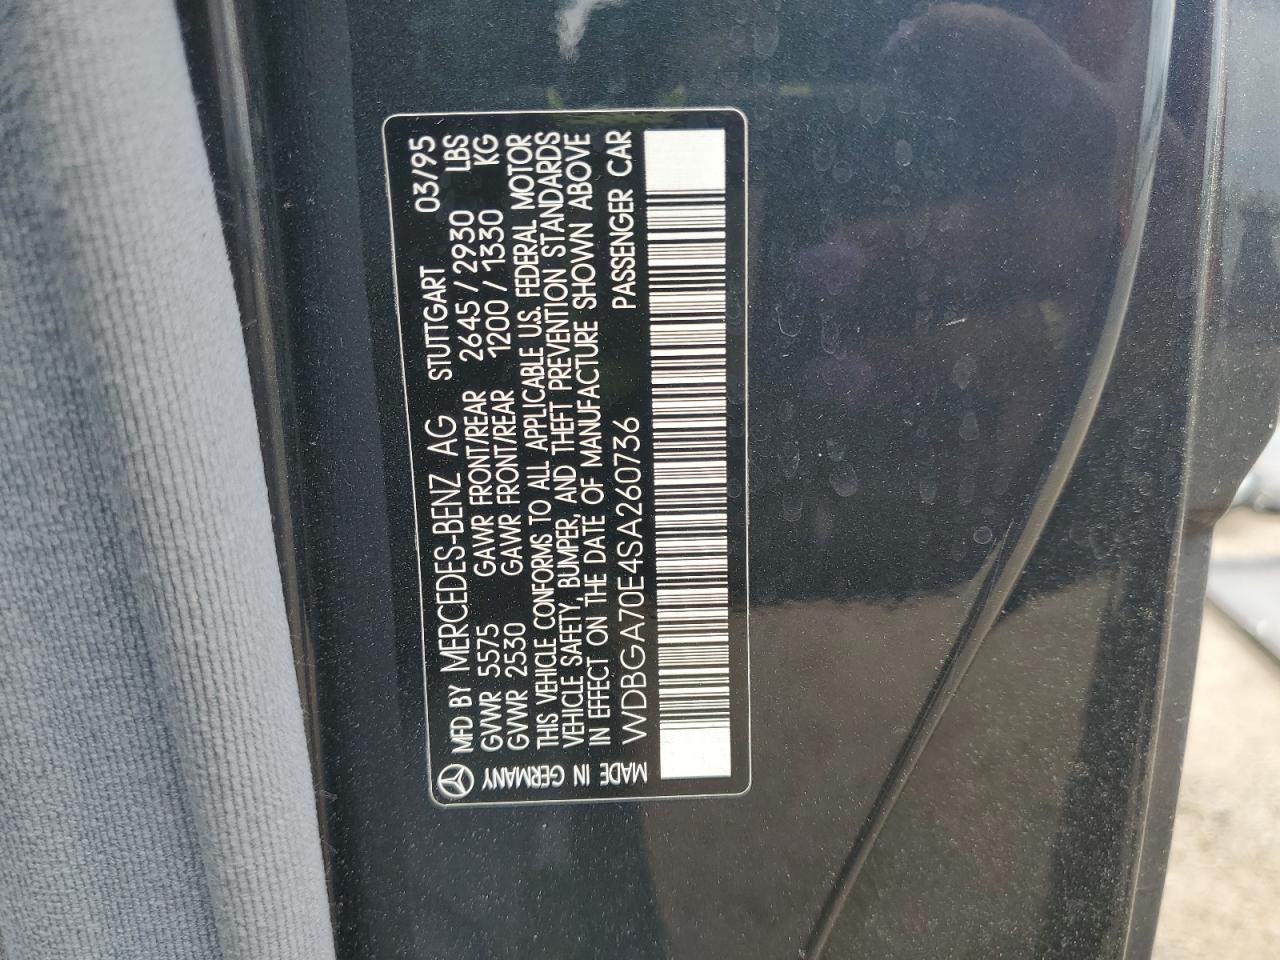 MFD BY MERCEDES-BENZ AG STUTTGART 03/95
GVWR 5575 GAWR FRONT/REAR 2645 / 2930 LBS
GVWR 2530 GAWR FRONT/REAR 1200 / 1330 KG
THIS VEHICLE CONFORMS TO ALL APPLICABLE U.S. FEDERAL MOTOR
VEHICLE SAFETY, BUMPER, AND THEFT PREVENTION STANDARDS
IN EFFECT ON THE DATE OF MANUFACTURE SHOWN ABOVE
WDBGA70E4SA260736 PASSENGER CAR
MADE IN GERMANY